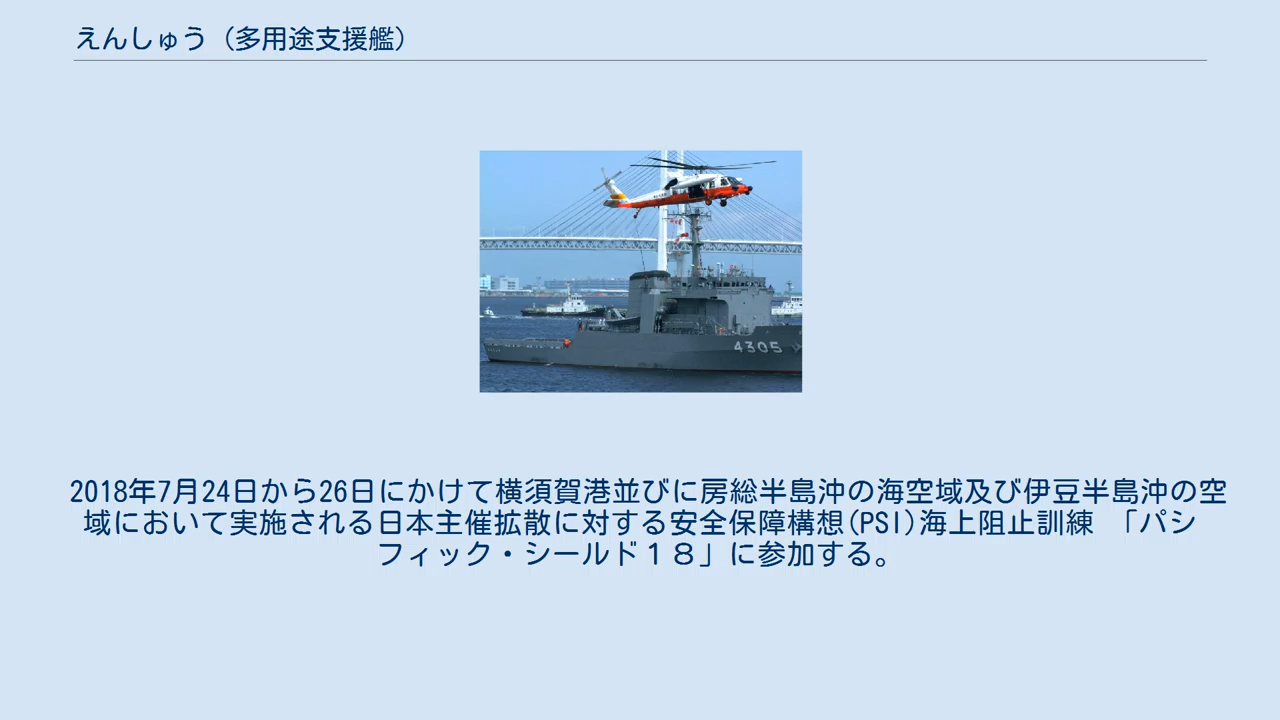 えんしゅう（多用途支援艦）
4305
2018年7月24日から26日にかけて横須賀港並びに房総半島沖の海空域及び伊豆半島沖の空
域において実施される日本主催拡散に対する安全保障構想(PSI)海上阻止訓練　「パシ
フィック・シールド１８」に参加する。